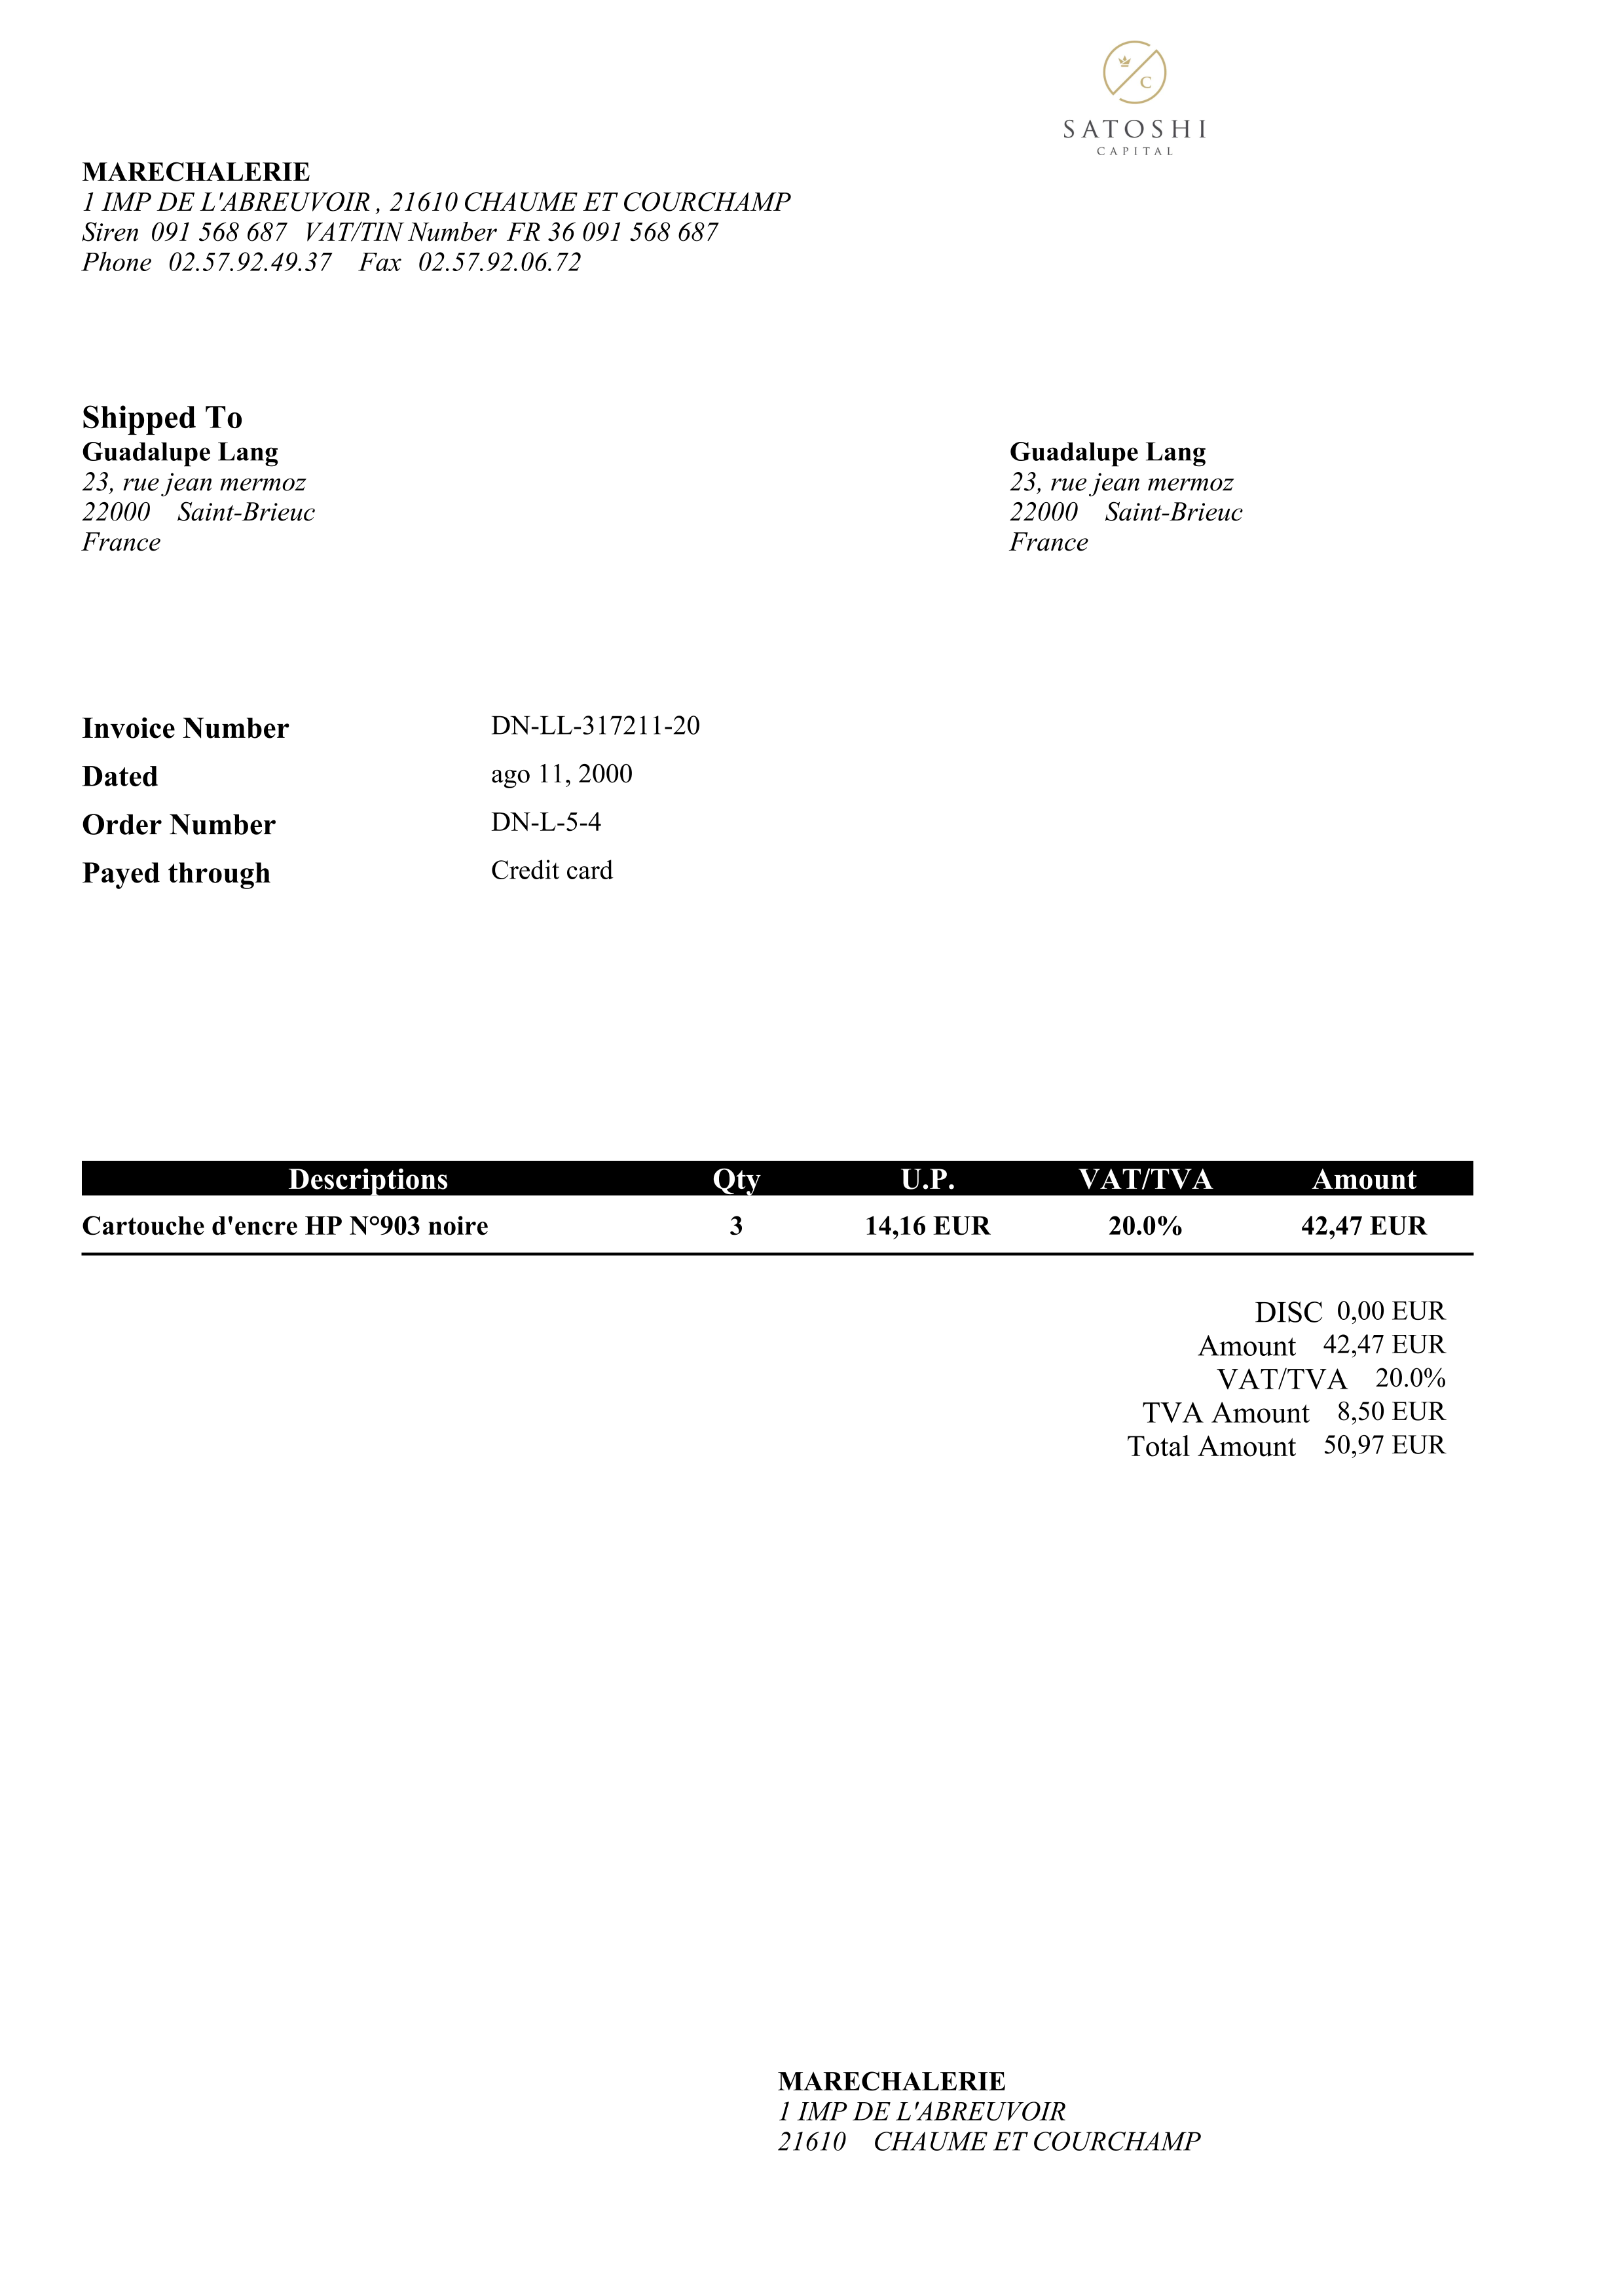 C
SATOSHI
CAPITAL
MARECHALERIE
1 IMP DE L'ABREUVOIR , 21610 CHAUME ET COURCHAMP
Siren 091 568 687 VAT/TIN Number FR 36 091 568 687
Phone 02.57.92.49.37 Fax 02.57.92.06.72
Shipped To
Guadalupe Lang
23, rue jean mermoz
22000 Saint-Brieuc
France
Guadalupe Lang
23, rue jean mermoz
22000 Saint-Brieuc
France
Invoice Number DN-LL-317211-20
Dated ago 11, 2000
Order Number DN-L-5-4
Payed through Credit card
Descriptions Qty U.P. VAT/TVA Amount
Cartouche d'encre HP N°903 noire 3 14,16 EUR 20.0% 42,47 EUR
DISC 0,00 EUR
Amount 42,47 EUR
VAT/TVA 20.0%
TVA Amount 8,50 EUR
Total Amount 50,97 EUR
MARECHALERIE
1 IMP DE L'ABREUVOIR
21610 CHAUME ET COURCHAMP